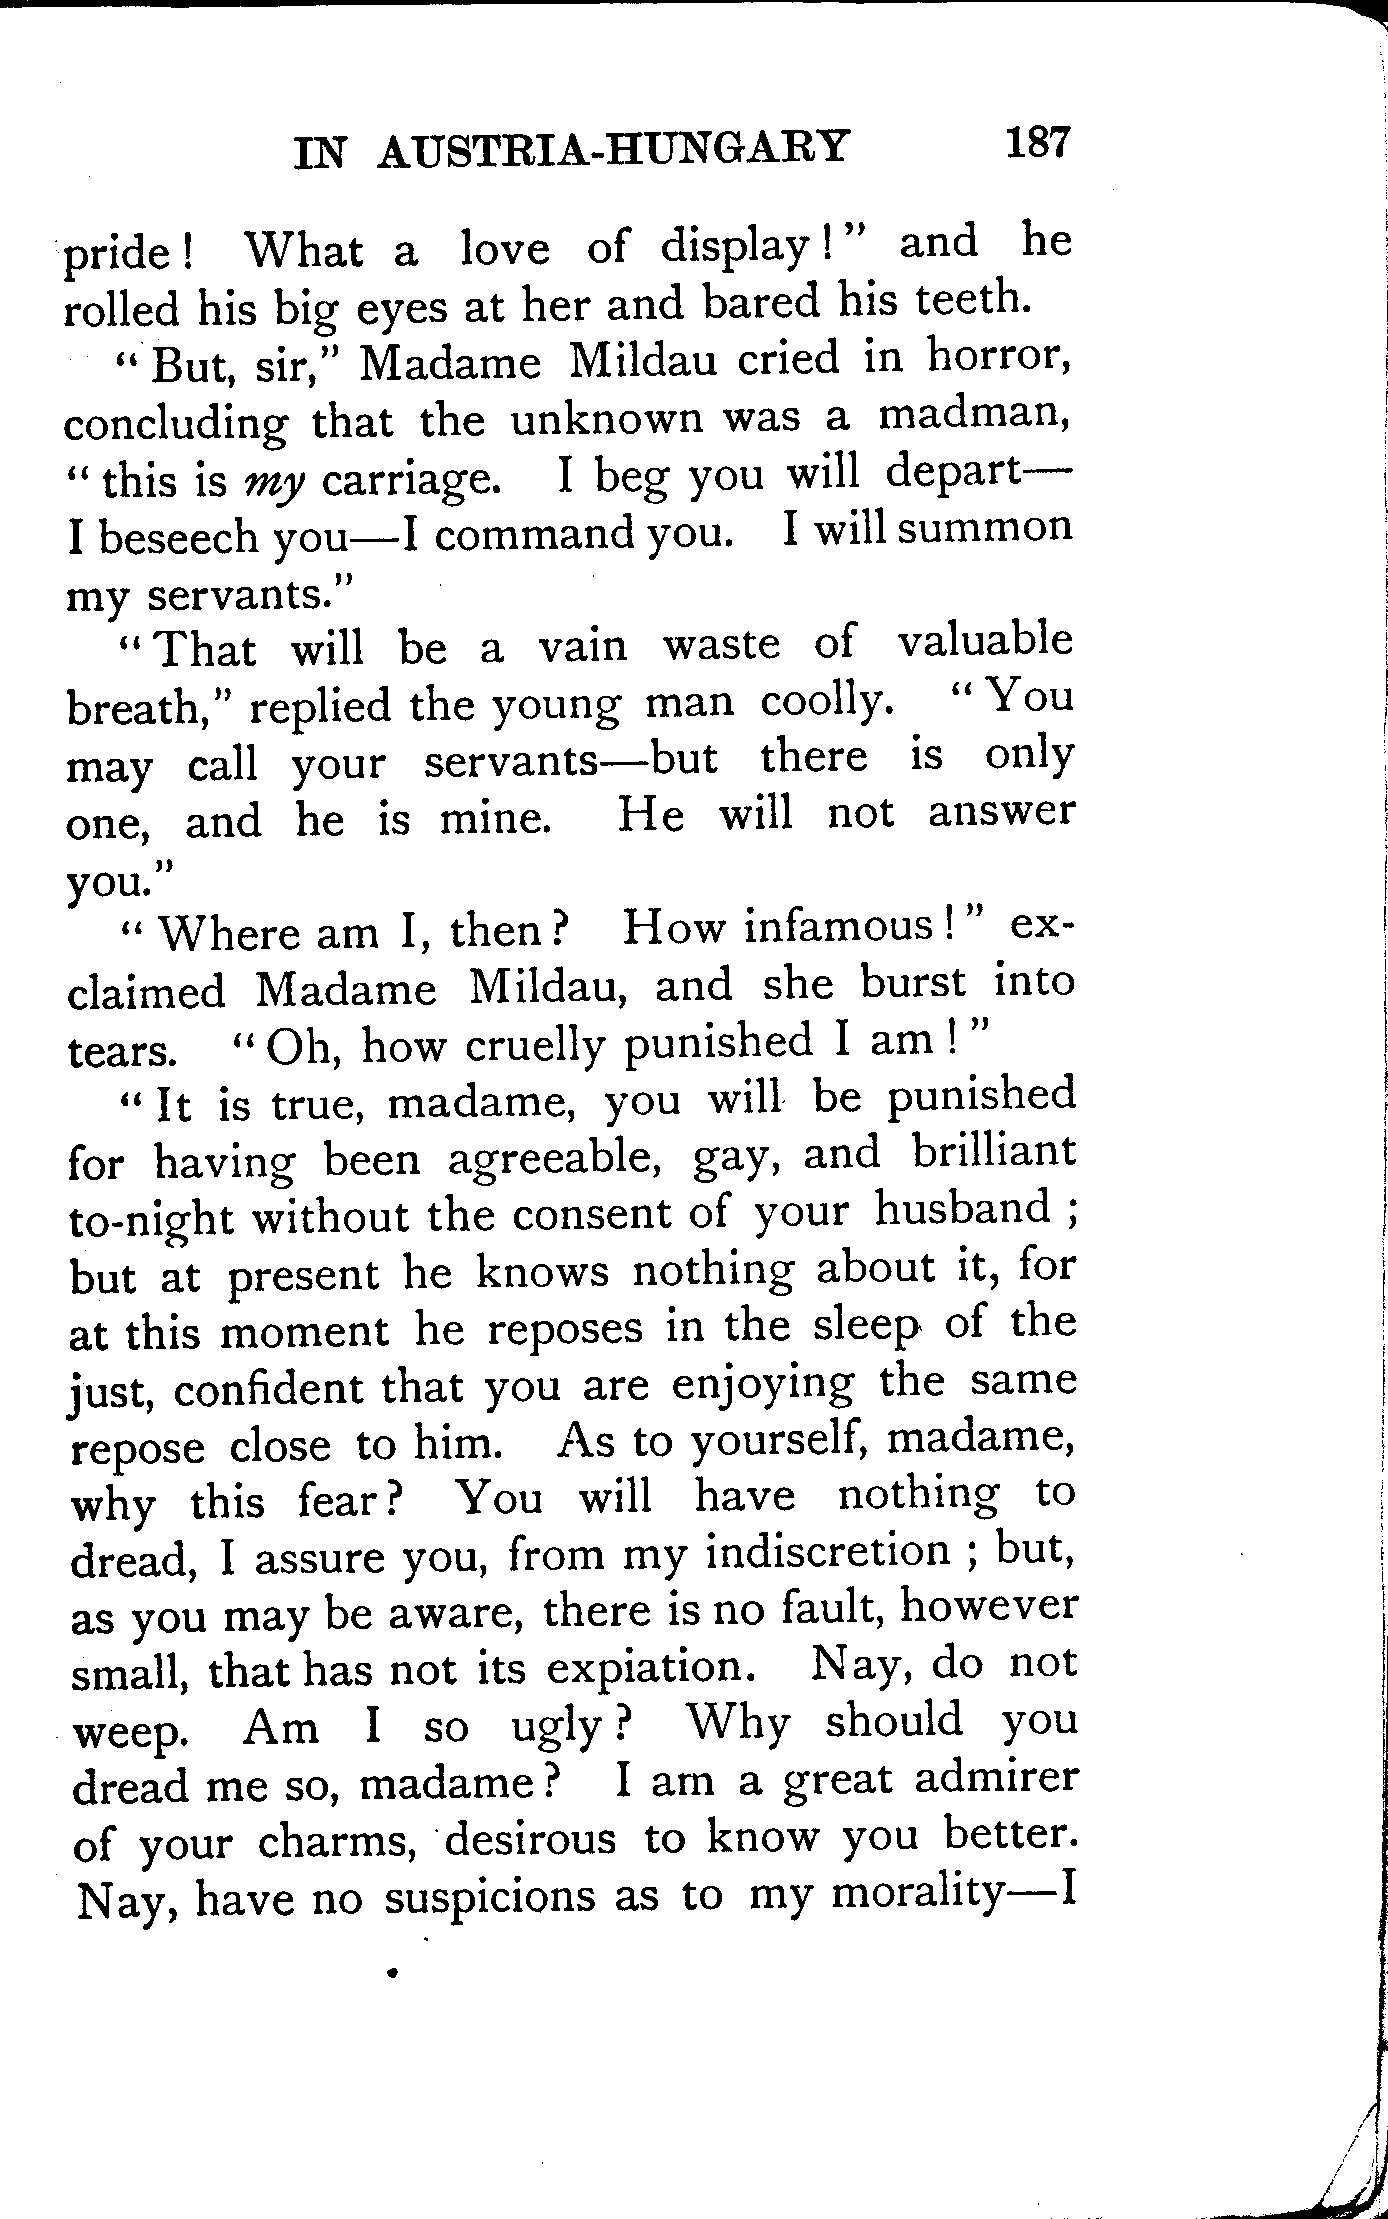 IN AUSTRIA-HUNGARY 187
pride! What a love of display!" and he
rolled his big eyes at her and bared his teeth.
"But, sir," Madame Mildau cried in horror,
concluding that the unknown was a madman,
"this is my carriage. I beg you will depart—
I beseech you—I command you. I will summon
my servants."
"That will be a vain waste of valuable
breath," replied the young man coolly. "You
may call your servants—but there is only
one, and he is mine. He will not answer
you."
"Where am I, then? How infamous!" ex-
claimed Madame Mildau, and she burst into
tears. "Oh, how cruelly punished I am!"
"It is true, madame, you will be punished
for having been agreeable, gay, and brilliant
to-night without the consent of your husband;
but at present he knows nothing about it, for
at this moment he reposes in the sleep of the
just, confident that you are enjoying the same
repose close to him. As to yourself, madame,
why this fear? You will have nothing to
dread, I assure you, from my indiscretion; but,
as you may be aware, there is no fault, however
small, that has not its expiation. Nay, do not
weep. Am I so ugly? Why should you
dread me so, madame? I am a great admirer
of your charms, desirous to know you better.
Nay, have no suspicions as to my morality—I